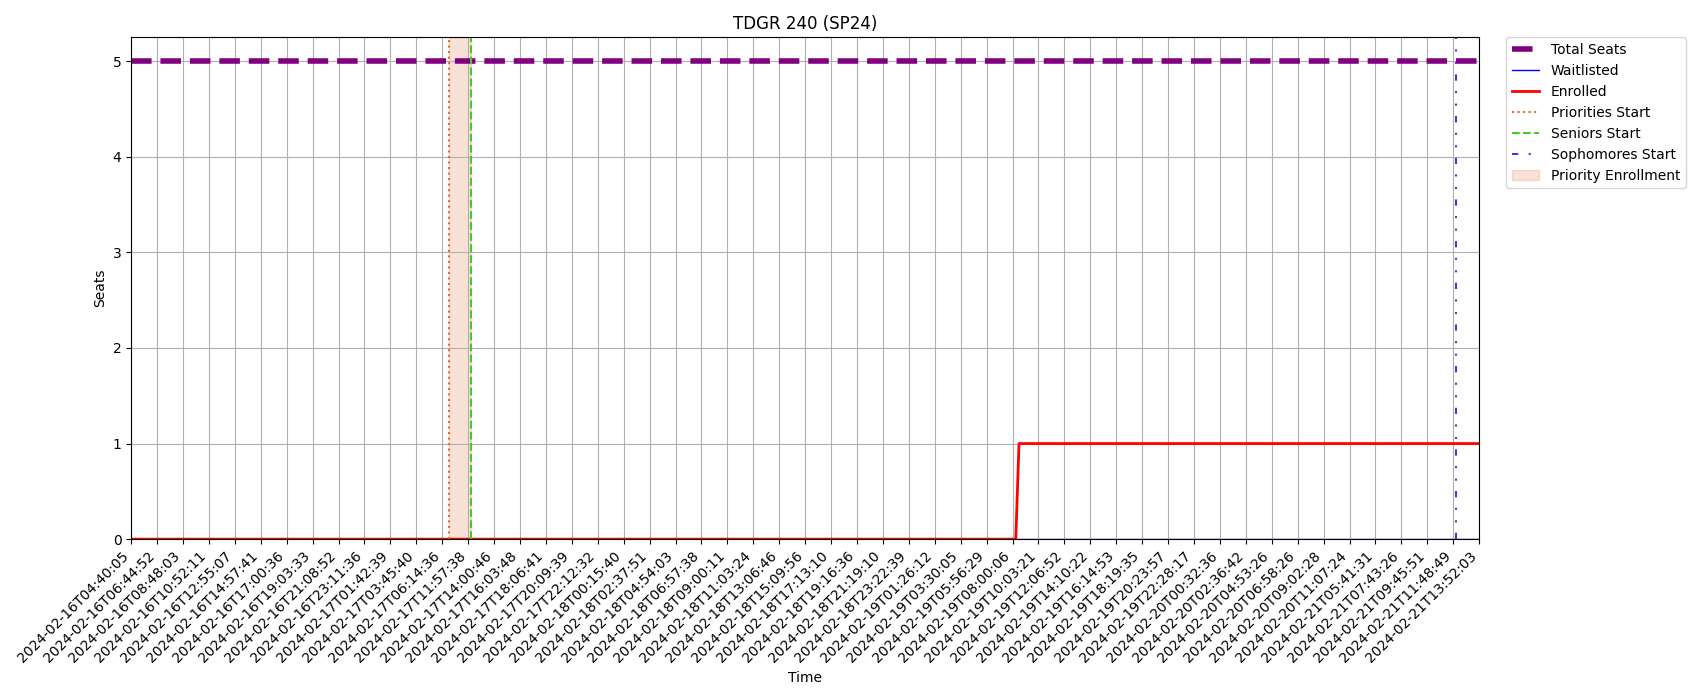 TDGR 240 (SP24)
Total Seats
Waitlisted
Enrolled
Priorities Start
Seniors Start
Sophomores Start
Priority Enrollment
Seats
5
4
3
2
1
0
2024-02-16T04:40:05
2024-02-16T06:44:52
2024-02-16T08:48:03
2024-02-16T10:52:11
2024-02-16T12:55:07
2024-02-16T14:57:41
2024-02-16T17:00:36
2024-02-16T19:03:33
2024-02-16T21:08:52
2024-02-16T23:11:36
2024-02-17T01:42:39
2024-02-17T03:45:40
2024-02-17T06:14:36
2024-02-17T11:57:38
2024-02-17T14:00:46
2024-02-17T16:03:48
2024-02-17T18:06:41
2024-02-17T20:09:39
2024-02-17T22:12:32
2024-02-18T00:15:40
2024-02-18T02:37:51
2024-02-18T04:54:03
2024-02-18T06:57:38
2024-02-18T09:00:11
2024-02-18T11:03:24
2024-02-18T13:06:46
2024-02-18T15:09:56
2024-02-18T17:13:10
2024-02-18T19:16:36
2024-02-18T21:19:10
2024-02-18T23:22:39
2024-02-19T01:26:12
2024-02-19T03:30:05
2024-02-19T05:56:29
2024-02-19T08:00:06
2024-02-19T10:03:21
2024-02-19T12:06:52
2024-02-19T14:10:22
2024-02-19T16:14:53
2024-02-19T18:19:35
2024-02-19T20:23:57
2024-02-19T22:28:17
2024-02-20T00:32:36
2024-02-20T02:36:42
2024-02-20T04:53:26
2024-02-20T06:58:26
2024-02-20T09:02:28
2024-02-20T11:07:24
2024-02-21T05:41:31
2024-02-21T07:43:26
2024-02-21T09:45:51
2024-02-21T11:48:49
2024-02-21T13:52:03
Time